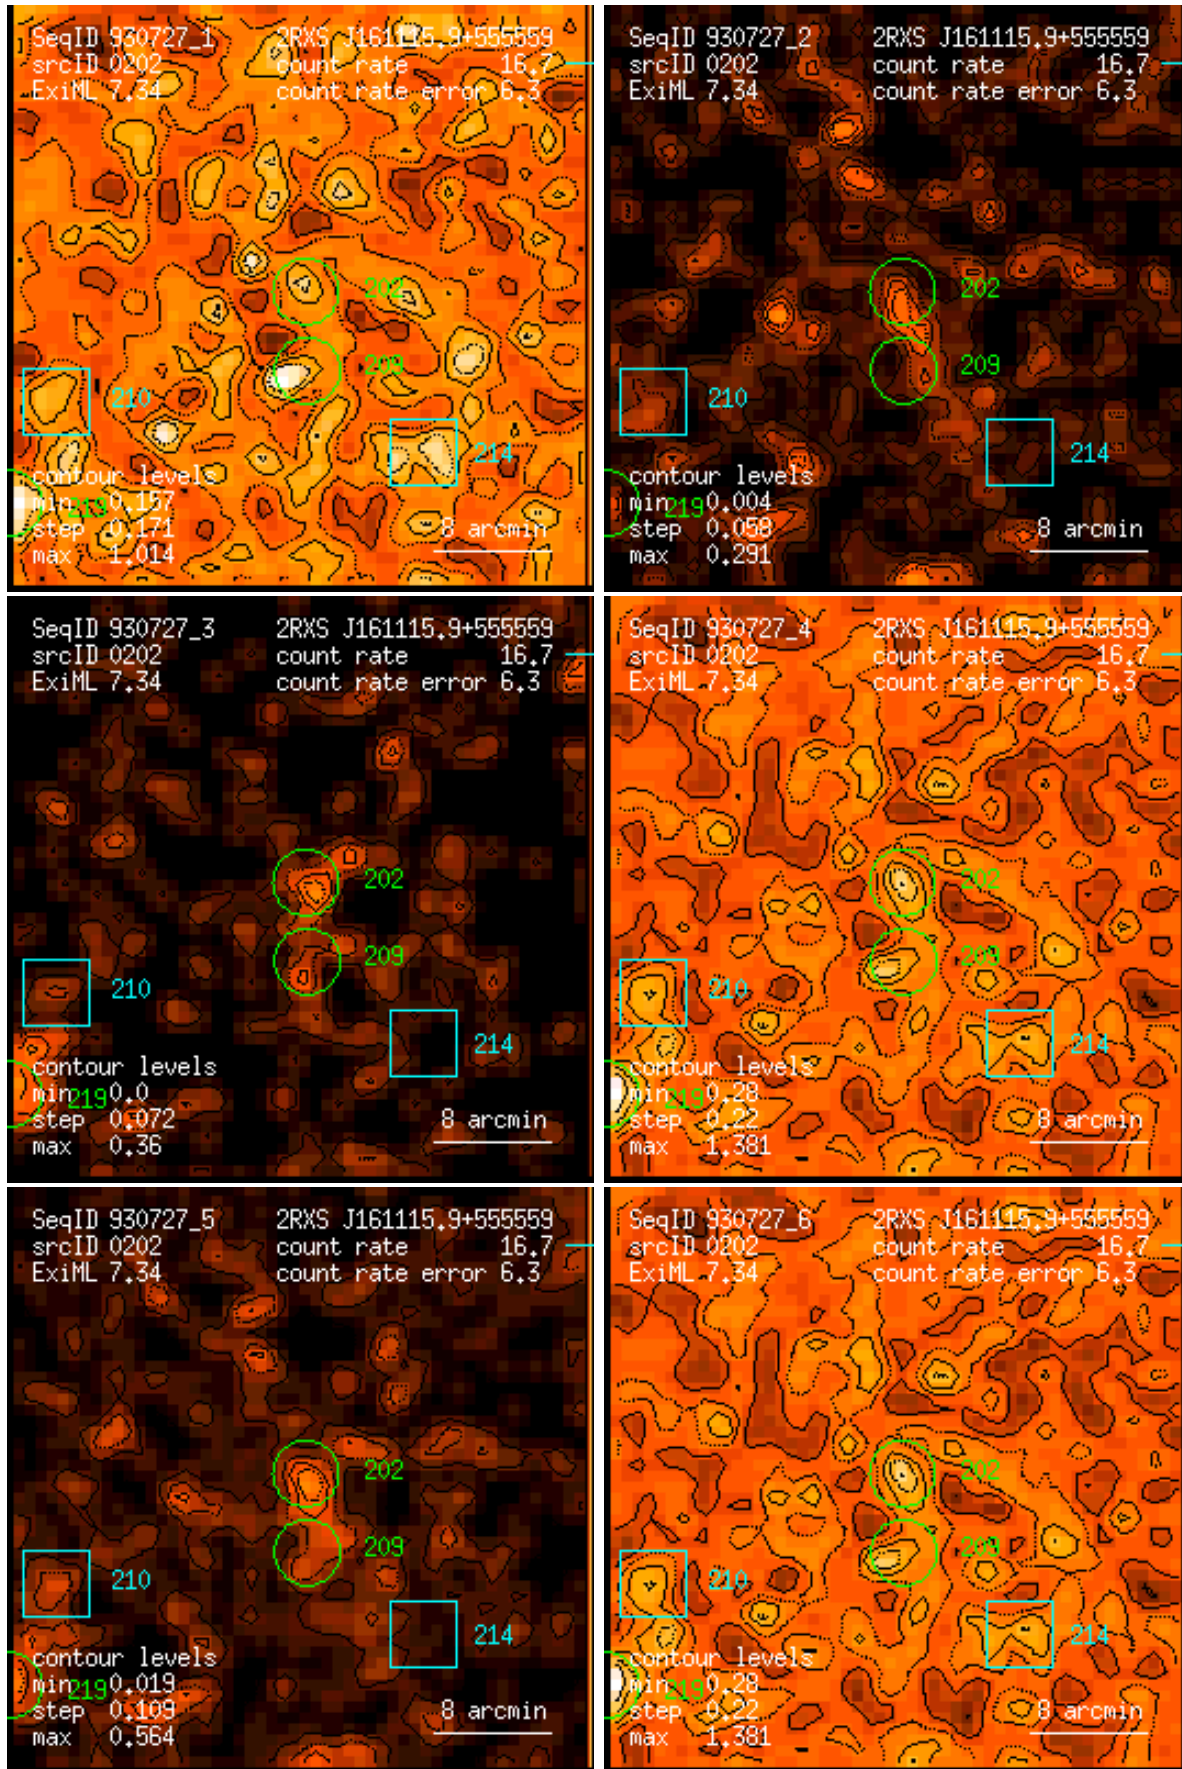 SeqID 930727_1 2RXS J161115.9+555559
srcID 0202 count rate 16.7
ExiML 7.34 count rate error 6.3
202
209
210
214
contour levels
min 0.157
219
step 0.171
8 arcmin
max 1.014
SeqID 930727_2 2RXS J161115.9+555559
srcID 0202 count rate 16.7
ExiML 7.34 count rate error 6.3
202
209
210
214
contour levels
min 0.004
219
step 0.058
8 arcmin
max 0.291
SeqID 930727_3 2RXS J161115.9+555559
srcID 0202 count rate 16.7
ExiML 7.34 count rate error 6.3
202
209
210
214
contour levels
min 0.0
219
step 0.072
8 arcmin
max 0.36
SeqID 930727_4 2RXS J161115.9+555559
srcID 0202 count rate 16.7
ExiML 7.34 count rate error 6.3
202
209
210
214
contour levels
min 0.28
219
step 0.22
8 arcmin
max 1.381
SeqID 930727_5 2RXS J161115.9+555559
srcID 0202 count rate 16.7
ExiML 7.34 count rate error 6.3
202
209
210
214
contour levels
min 0.019
219
step 0.109
8 arcmin
max 0.564
SeqID 930727_6 2RXS J161115.9+555559
srcID 0202 count rate 16.7
ExiML 7.34 count rate error 6.3
202
209
210
214
contour levels
min 0.28
219
step 0.22
8 arcmin
max 1.381